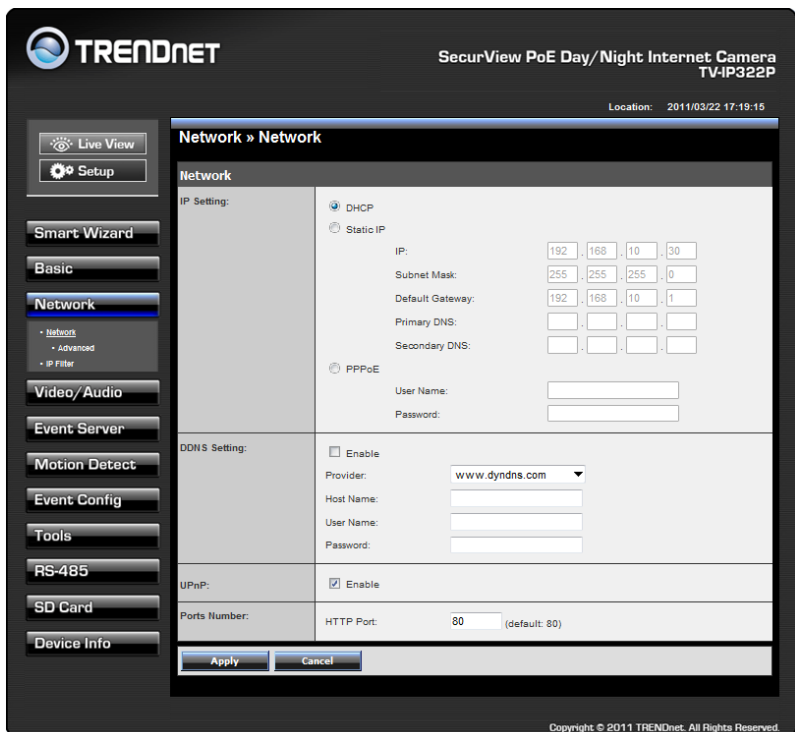 TRENDNET
SecurView PoE Day/Night Internet Camera
TV-IP322P
Location: 2011/03/22 17:19:15
Live View
Setup
Smart Wizard
Basic
Network
• Network
• Advanced
• IP Filter
Video/Audio
Event Server
Motion Detect
Event Config
Tools
RS-485
SD Card
Device Info
Network » Network
Network
IP Setting:
DHCP
Static IP
IP: 192 . 168 . 10 . 30
Subnet Mask: 255 . 255 . 255 . 0
Default Gateway: 192 . 168 . 10 . 1
Primary DNS: . . .
Secondary DNS: . . .
PPPoE
User Name:
Password:
DDNS Setting:
Enable
Provider: www.dyndns.com
Host Name:
User Name:
Password:
UPnP:
Enable
Ports Number:
HTTP Port: 80 (default: 80)
Apply Cancel
Copyright © 2011 TRENDnet. All Rights Reserved.